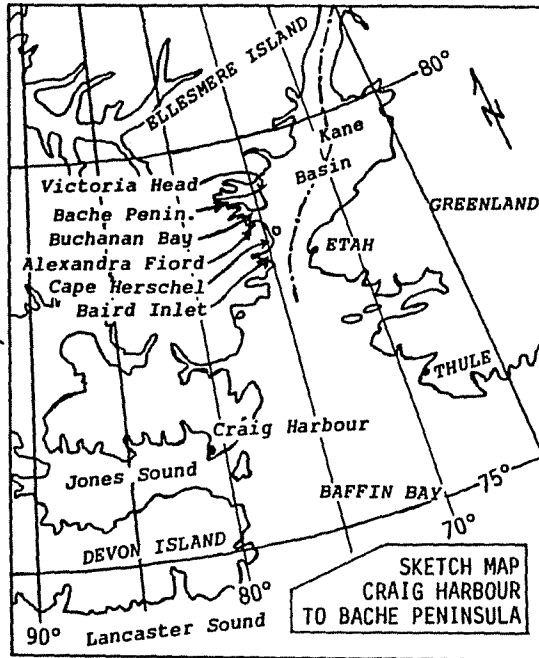 ELLESMERE ISLAND
80°
N
Kane
Basin
Victoria Head
Bache Penin.
Buchanan Bay
Alexandra Fiord
Cape Herschel
Baird Inlet
GREENLAND
ETAH
THULE
Craig Harbour
Jones Sound
BAFFIN BAY
75°
70°
DEVON ISLAND
80°
90°
Lancaster Sound
SKETCH MAP
CRAIG HARBOUR
TO BACHE PENINSULA